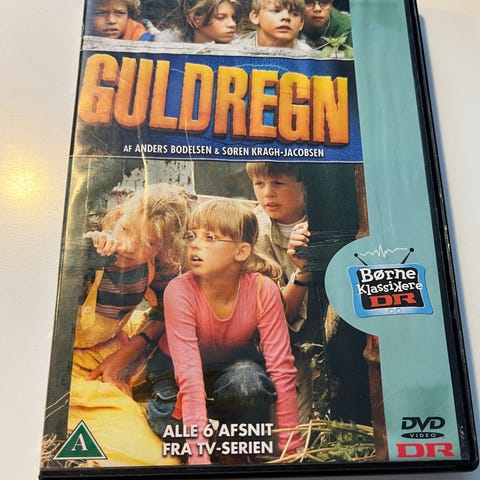 GULDREGN
AF ANDERS BODELSEN & SØREN KRAGH-JACOBSEN
Børne
Klassikere
DR
ALLE 6 AFSNIT
FRA TV-SERIEN
A
DVD
VIDEO
DR